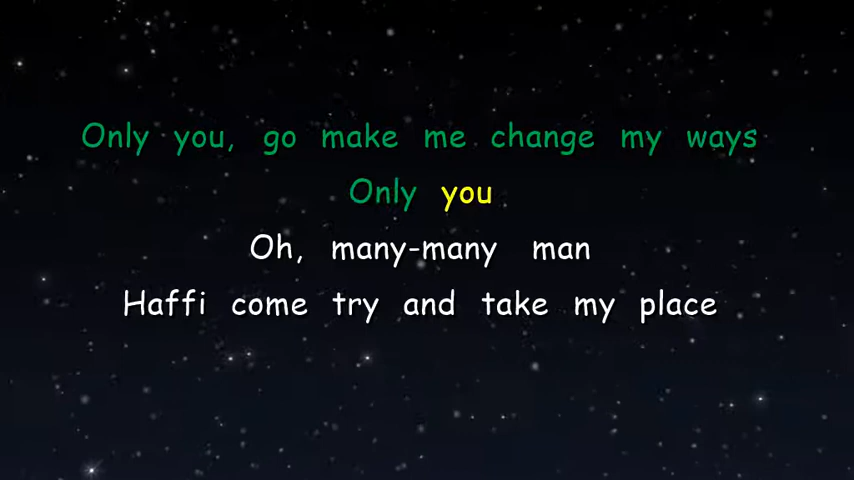 Only you, go make me change my ways
Only you
Oh, many-many man
Haffi come try and take my place